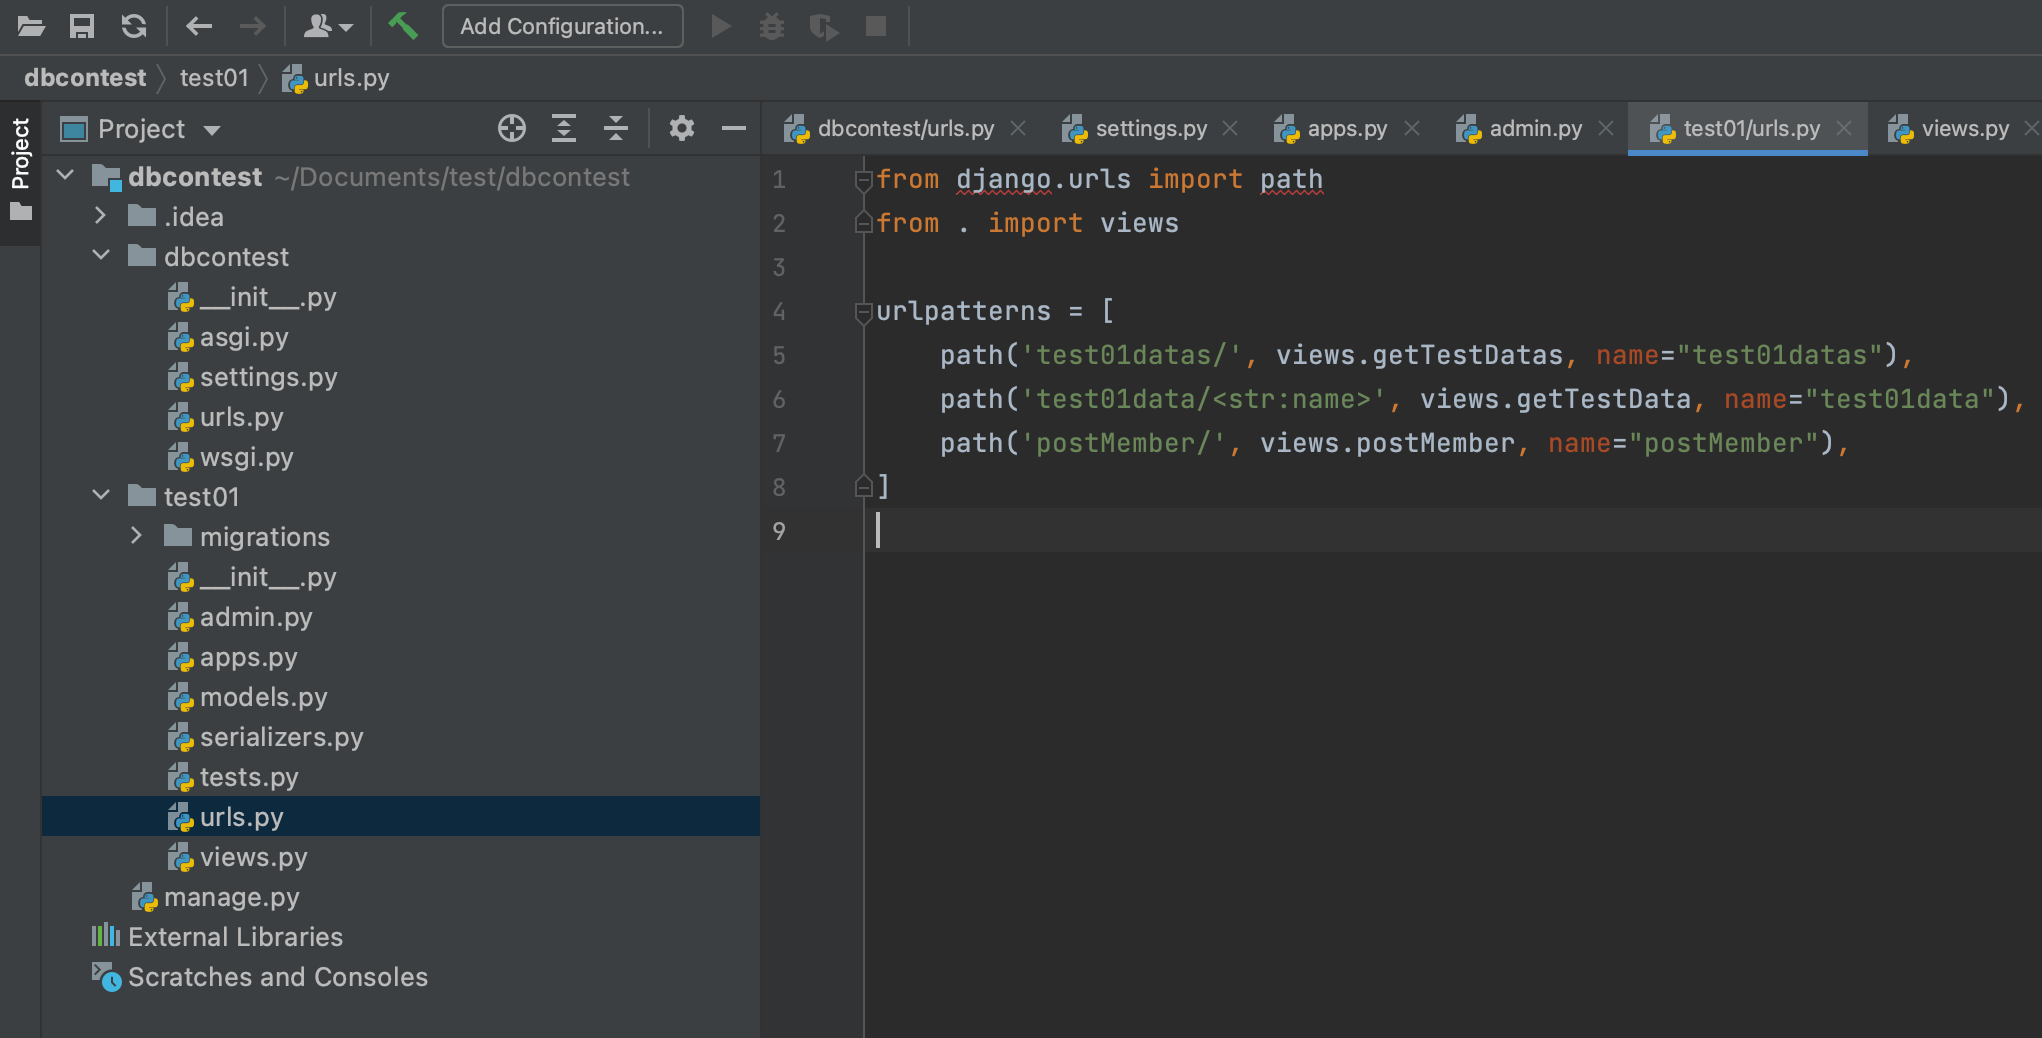 Add Configuration...
dbcontest test01 urls.py
Project
Project
dbcontest/urls.py settings.py apps.py admin.py test01/urls.py views.py
dbcontest ~/Documents/test/dbcontest
.idea
dbcontest
__init__.py
asgi.py
settings.py
urls.py
wsgi.py
test01
migrations
__init__.py
admin.py
apps.py
models.py
serializers.py
tests.py
urls.py
views.py
manage.py
External Libraries
Scratches and Consoles
1 from django.urls import path
2 from . import views
3
4 urlpatterns = [
5     path('test01datas/', views.getTestDatas, name="test01datas"),
6     path('test01data/<str:name>', views.getTestData, name="test01data"),
7     path('postMember/', views.postMember, name="postMember"),
8 ]
9